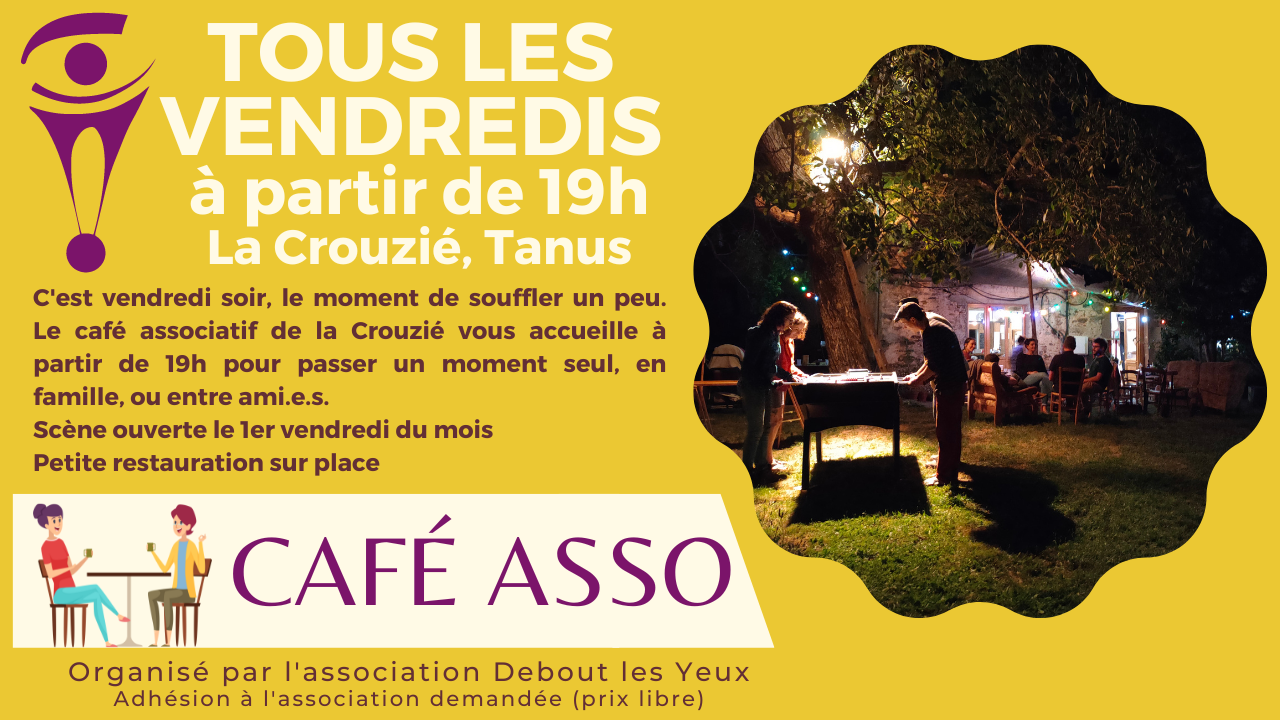 TOUS LES
VENDREDIS
à partir de 19h
La Crouzié, Tanus
C'est vendredi soir, le moment de souffler un peu.
Le café associatif de la Crouzié vous accueille à
partir de 19h pour passer un moment seul, en
famille, ou entre ami.e.s.
Scène ouverte le 1er vendredi du mois
Petite restauration sur place
CAFÉ ASSO
Organisé par l'association Debout les Yeux
Adhésion à l'association demandée (prix libre)